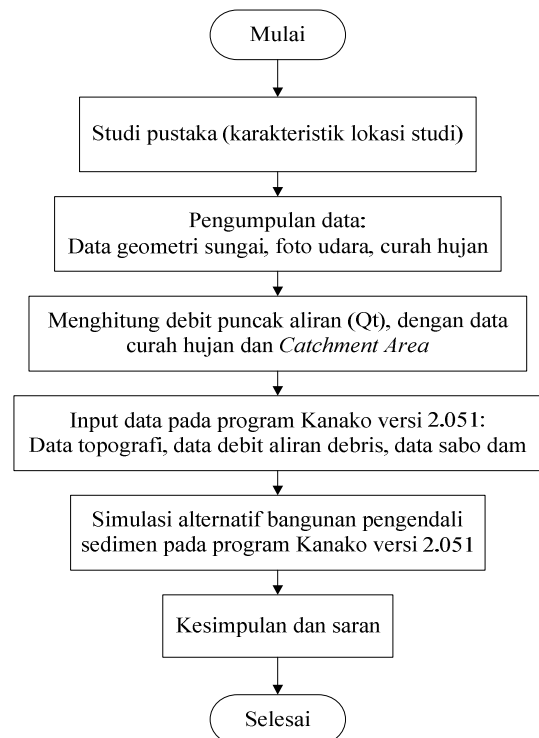 Mulai
Studi pustaka (karakteristik lokasi studi)
Pengumpulan data:
Data geometri sungai, foto udara, curah hujan
Menghitung debit puncak aliran (Qt), dengan data
curah hujan dan Catchment Area
Input data pada program Kanako versi 2.051:
Data topografi, data debit aliran debris, data sabo dam
Simulasi alternatif bangunan pengendali
sedimen pada program Kanako versi 2.051
Kesimpulan dan saran
Selesai